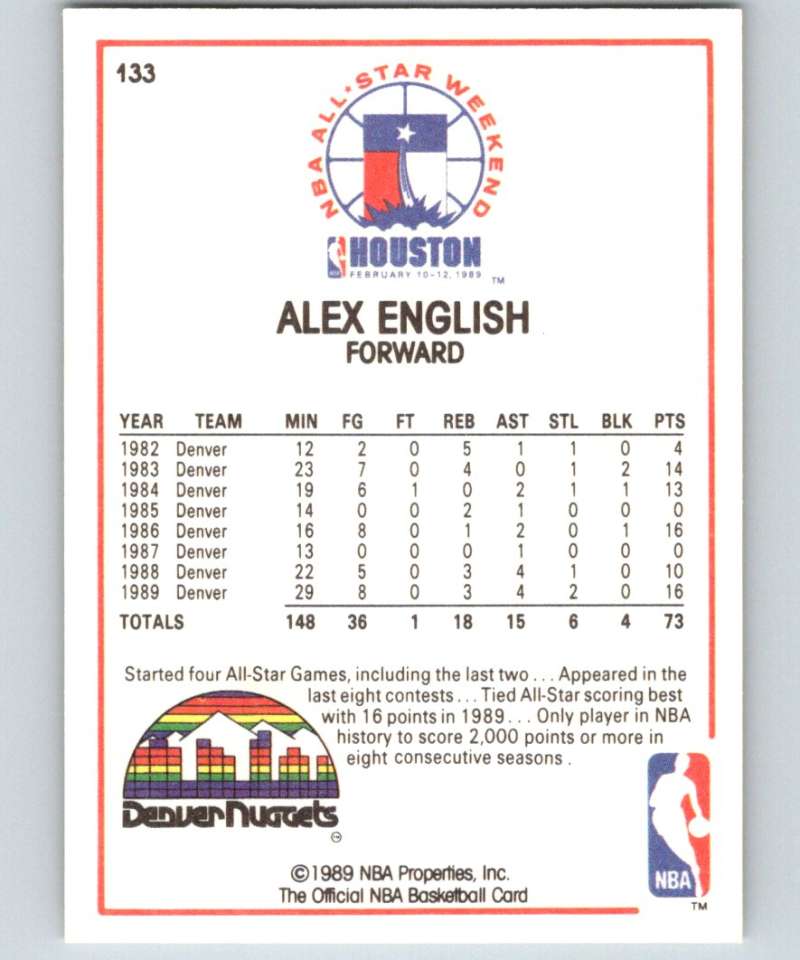 133
NBA ALL·STAR WEEKEND
NBA HOUSTON
FEBRUARY 10-12, 1989 ™
ALEX ENGLISH
FORWARD
YEAR TEAM MIN FG FT REB AST STL BLK PTS
1982 Denver 12 2 0 5 1 1 0 4
1983 Denver 23 7 0 4 0 1 2 14
1984 Denver 19 6 1 0 2 1 1 13
1985 Denver 14 0 0 2 1 0 0 0
1986 Denver 16 8 0 1 2 0 1 16
1987 Denver 13 0 0 0 1 0 0 0
1988 Denver 22 5 0 3 4 1 0 10
1989 Denver 29 8 0 3 4 2 0 16
TOTALS 148 36 1 18 15 6 4 73
Started four All-Star Games, including the last two . . . Appeared in the
last eight contests . . . Tied All-Star scoring best
with 16 points in 1989 . . . Only player in NBA
history to score 2,000 points or more in
eight consecutive seasons .
Denver Nuggets
TM
©1989 NBA Properties, Inc.
The Official NBA Basketball Card
NBA
™